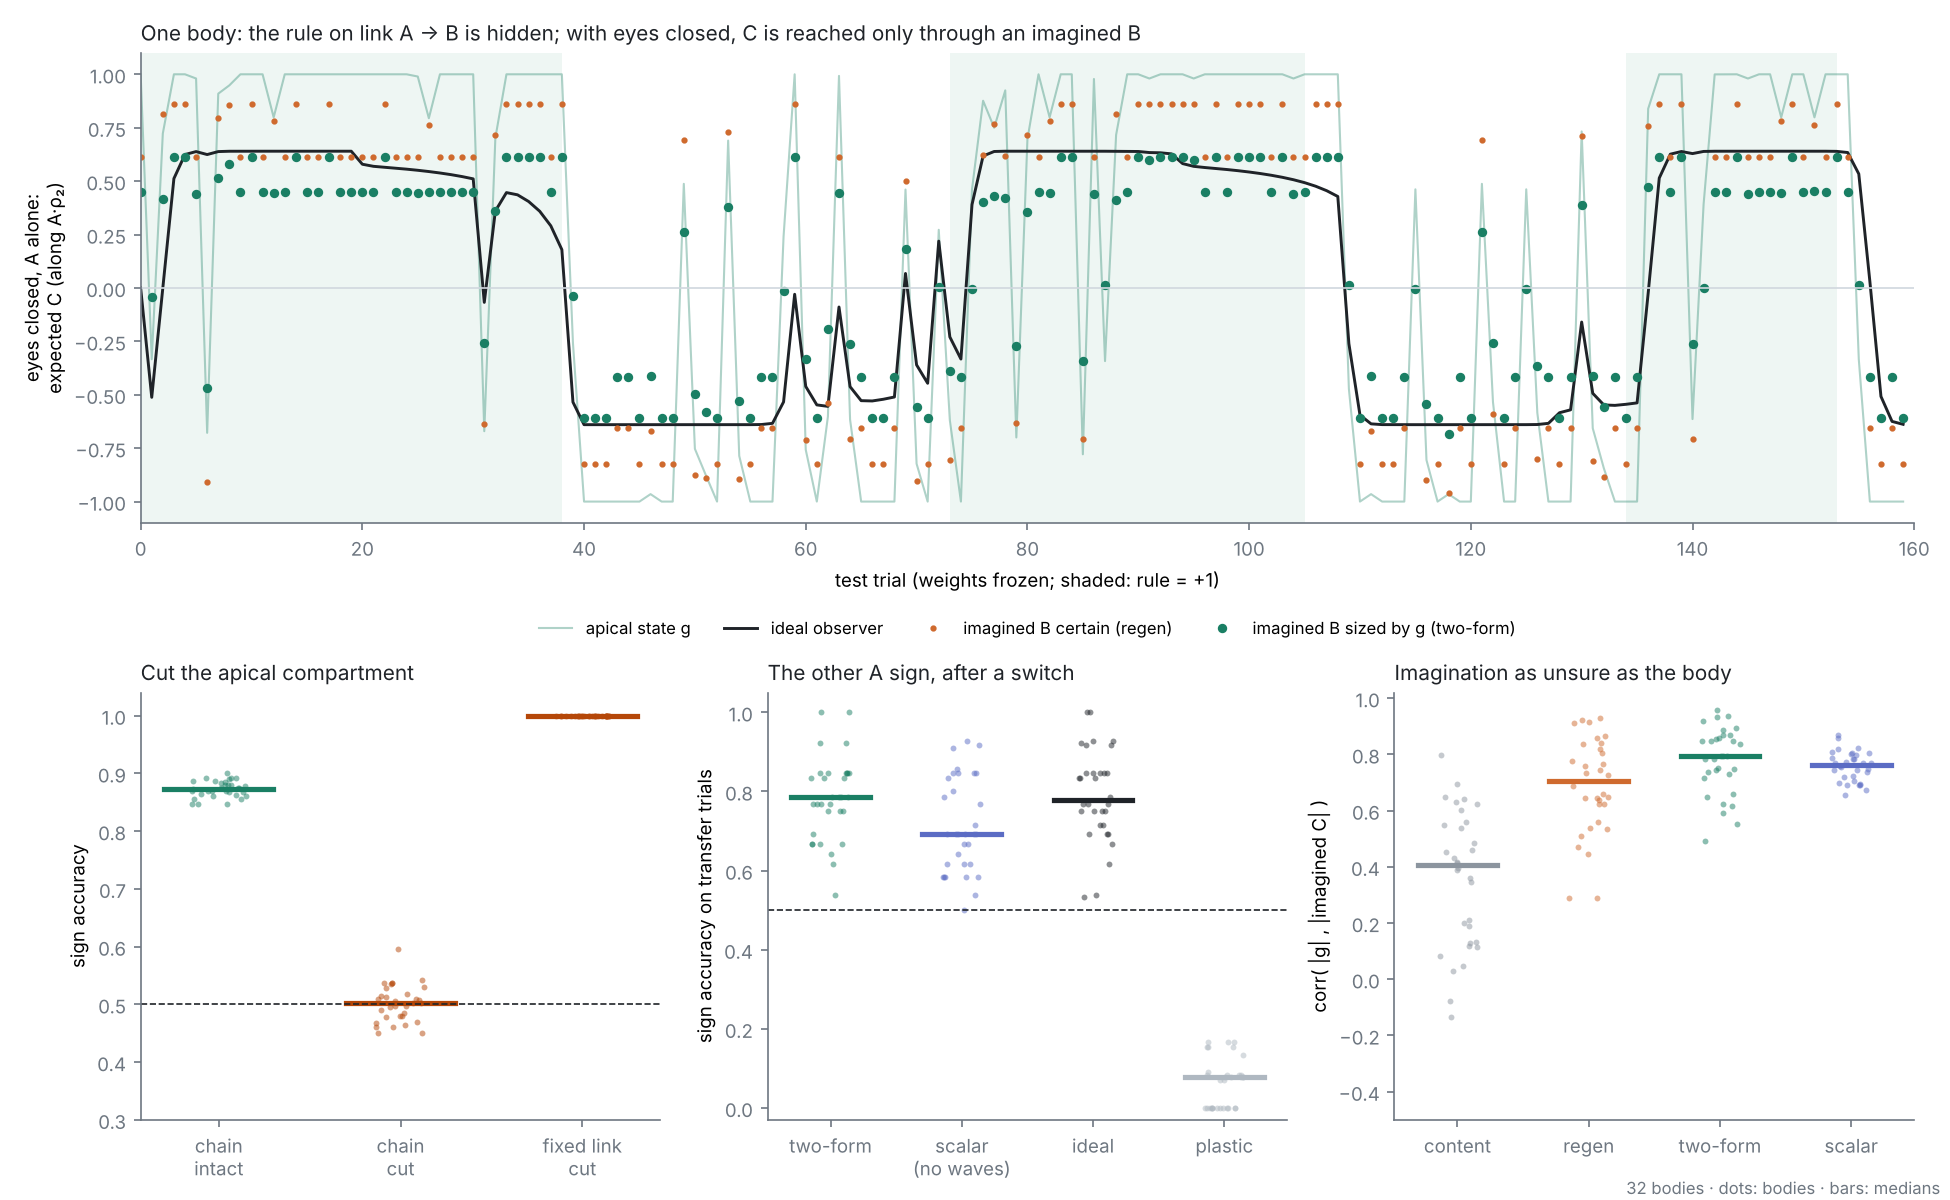 One body: the rule on link A → B is hidden; with eyes closed, C is reached only through an imagined B
eyes closed, A alone:
expected C (along A·ρ₂)
1.00
0.75
0.50
0.25
0.00
−0.25
−0.50
−0.75
−1.00
0
20
40
60
80
100
120
140
160
test trial (weights frozen; shaded: rule = +1)
apical state g
ideal observer
imagined B certain (regen)
imagined B sized by g (two-form)
Cut the apical compartment
sign accuracy
1.0
0.9
0.8
0.7
0.6
0.5
0.4
0.3
chain
intact
chain
cut
fixed link
cut
The other A sign, after a switch
sign accuracy on transfer trials
1.0
0.8
0.6
0.4
0.2
0.0
two-form
scalar
(no waves)
ideal
plastic
Imagination as unsure as the body
corr( |g| , |imagined C| )
1.0
0.8
0.6
0.4
0.2
0.0
−0.2
−0.4
content
regen
two-form
scalar
32 bodies · dots: bodies · bars: medians